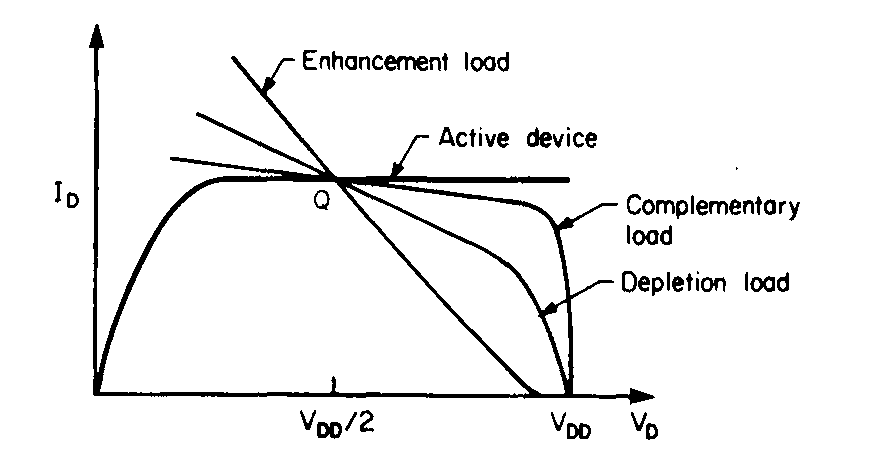 Enhancement load
Active device
I_D
Q
Complementary
load
Depletion load
V_DD/2
V_DD
V_D